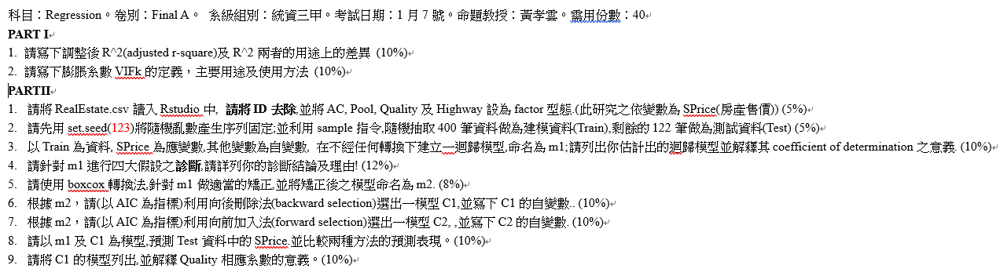 科目：Regression。卷別：Final A。 系級組別：統資三甲。考試日期：1 月 7 號。命題教授：黃孝雲。需用份數：40
PART I
1. 請寫下調整後 R^2(adjusted r-square)及 R^2 兩者的用途上的差異 (10%)
2. 請寫下膨脹系數 VIFk 的定義，主要用途及使用方法 (10%)
PARTII
1. 請將 RealEstate.csv 讀入 Rstudio 中, 請將 ID 去除,並將 AC, Pool, Quality 及 Highway 設為 factor 型態.(此研究之依變數為 SPrice(房產售價)) (5%)
2. 請先用 set.seed(123)將隨機亂數產生序列固定;並利用 sample 指令,隨機抽取 400 筆資料做為建模資料(Train),剩餘的 122 筆做為測試資料(Test) (5%)
3. 以 Train 為資料, SPrice 為應變數,其他變數為自變數, 在不經任何轉換下建立一迴歸模型,命名為 m1;請列出你估計出的迴歸模型並解釋其 coefficient of determination 之意義. (10%)
4. 請針對 m1 進行四大假設之診斷,請詳列你的診斷結論及理由! (12%)
5. 請使用 boxcox 轉換法,針對 m1 做適當的矯正,並將矯正後之模型命名為 m2. (8%)
6. 根據 m2，請(以 AIC 為指標)利用向後刪除法(backward selection)選出一模型 C1,並寫下 C1 的自變數.. (10%)
7. 根據 m2，請(以 AIC 為指標)利用向前加入法(forward selection)選出一模型 C2, ,並寫下 C2 的自變數. (10%)
8. 請以 m1 及 C1 為模型,預測 Test 資料中的 SPrice.並比較兩種方法的預測表現。(10%)
9. 請將 C1 的模型列出,並解釋 Quality 相應系數的意義。(10%)